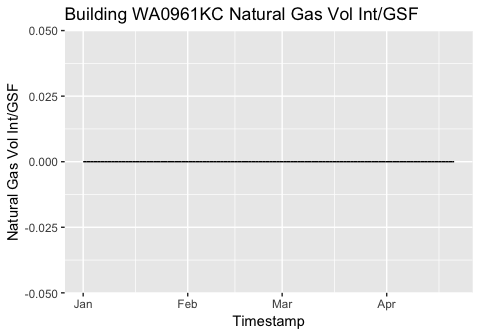 Building WA0961KC Natural Gas Vol Int/GSF
Natural Gas Vol Int/GSF
0.050
0.025
0.000
-0.025
-0.050
Jan Feb Mar Apr
Timestamp